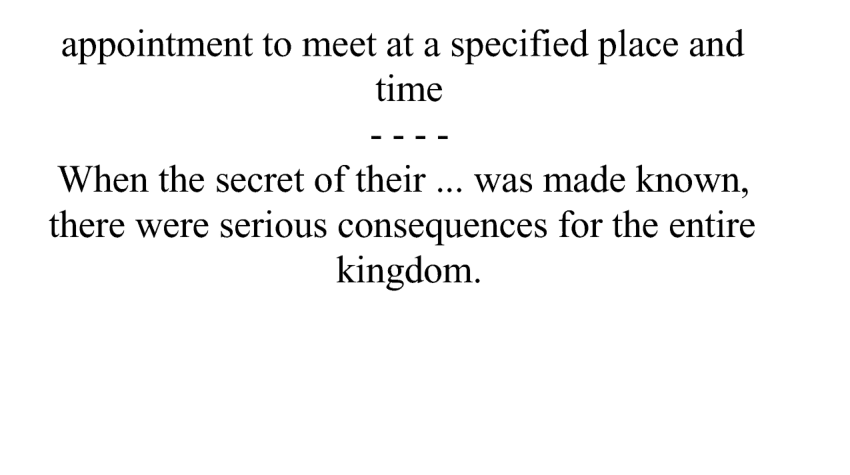 appointment to meet at a specified place and
time
- - - -
When the secret of their ... was made known,
there were serious consequences for the entire
kingdom.